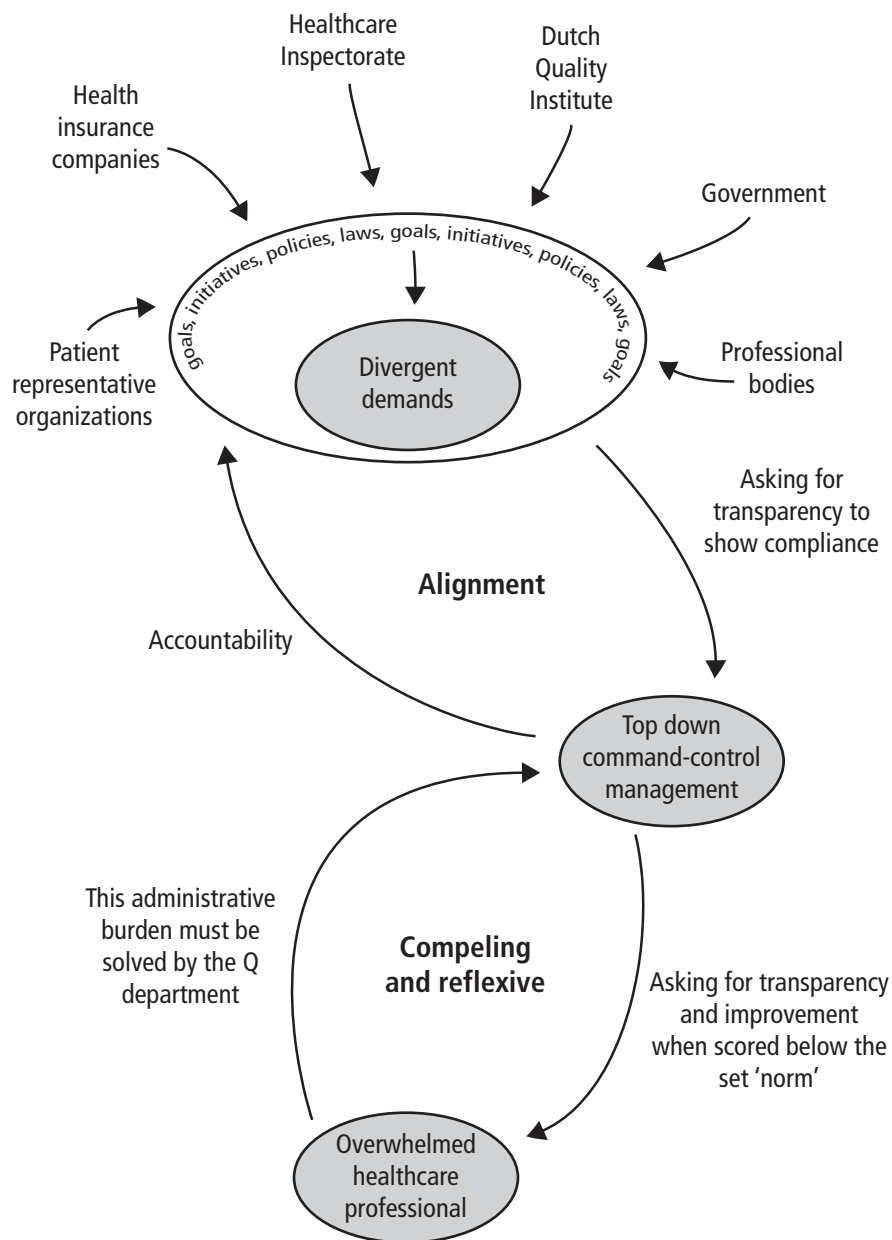 Healthcare
Inspectorate
Dutch
Quality
Institute
Health
insurance
companies
Government
goals, initiatives, policies, laws, goals, initiatives, policies, laws, goals
Patient
representative
organizations
Divergent
demands
Professional
bodies
Asking for
transparency to
show compliance
Alignment
Accountability
Top down
command-control
management
This administrative
burden must be
solved by the Q
department
Compeling
and reflexive
Asking for transparency
and improvement
when scored below the
set ‘norm’
Overwhelmed
healthcare
professional